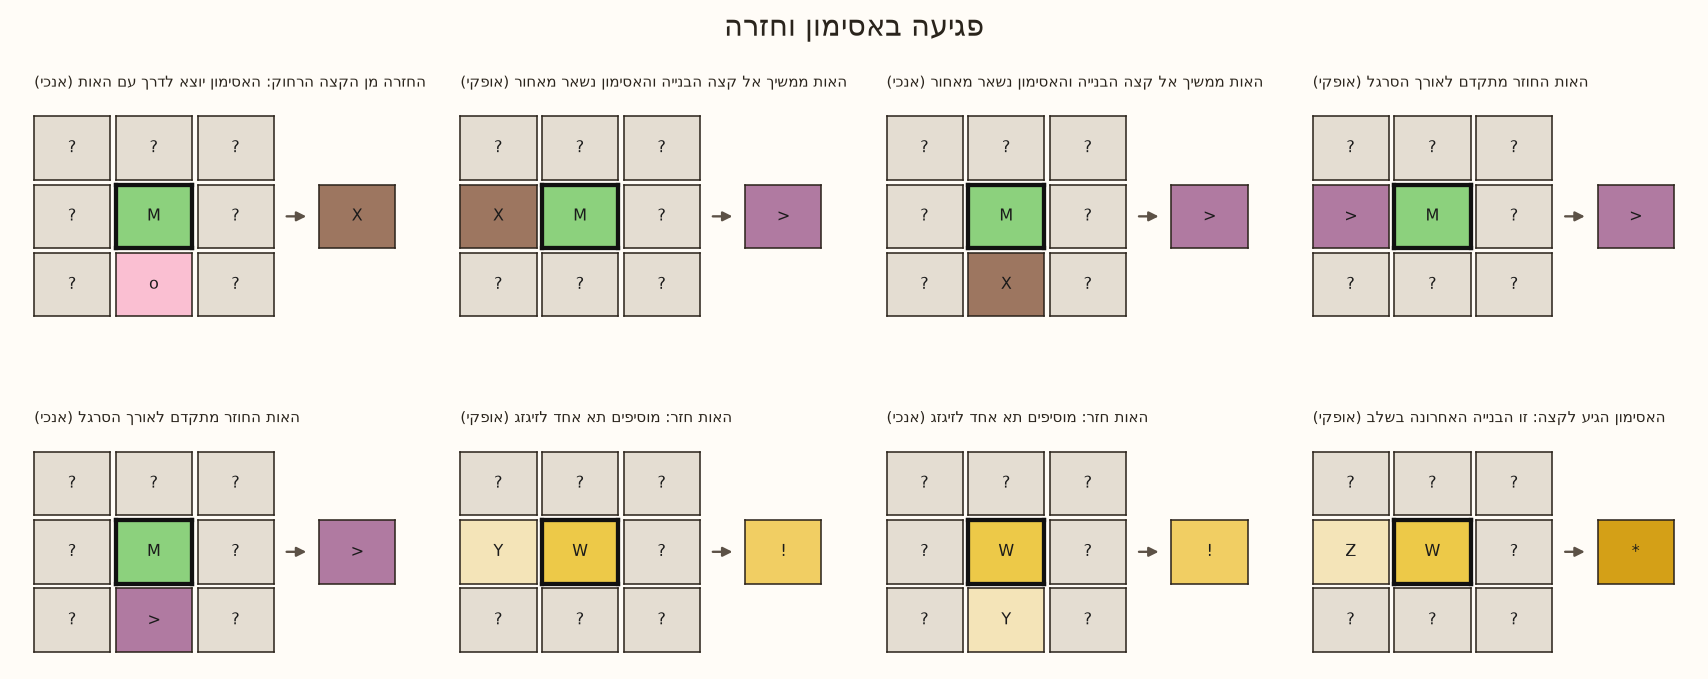 פגיעה באסימון וחזרה
החזרה מן הקצה הרחוק: האסימון יוצא לדרך עם האות (אנכי)
? ? ?
? M ? → X
? o ?
האות ממשיך אל קצה הבנייה והאסימון נשאר מאחור (אופקי)
? ? ?
X M ? → >
? ? ?
האות ממשיך אל קצה הבנייה והאסימון נשאר מאחור (אנכי)
? ? ?
? M ? → >
? X ?
האות החוזר מתקדם לאורך הסרגל (אופקי)
? ? ?
> M ? → >
? ? ?
האות החוזר מתקדם לאורך הסרגל (אנכי)
? ? ?
? M ? → >
? > ?
האות חזר: מוסיפים תא אחד לזיגזג (אופקי)
? ? ?
Y W ? → !
? ? ?
האות חזר: מוסיפים תא אחד לזיגזג (אנכי)
? ? ?
? W ? → !
? Y ?
האסימון הגיע לקצה: זו הבנייה האחרונה בשלב (אופקי)
? ? ?
Z W ? → *
? ? ?